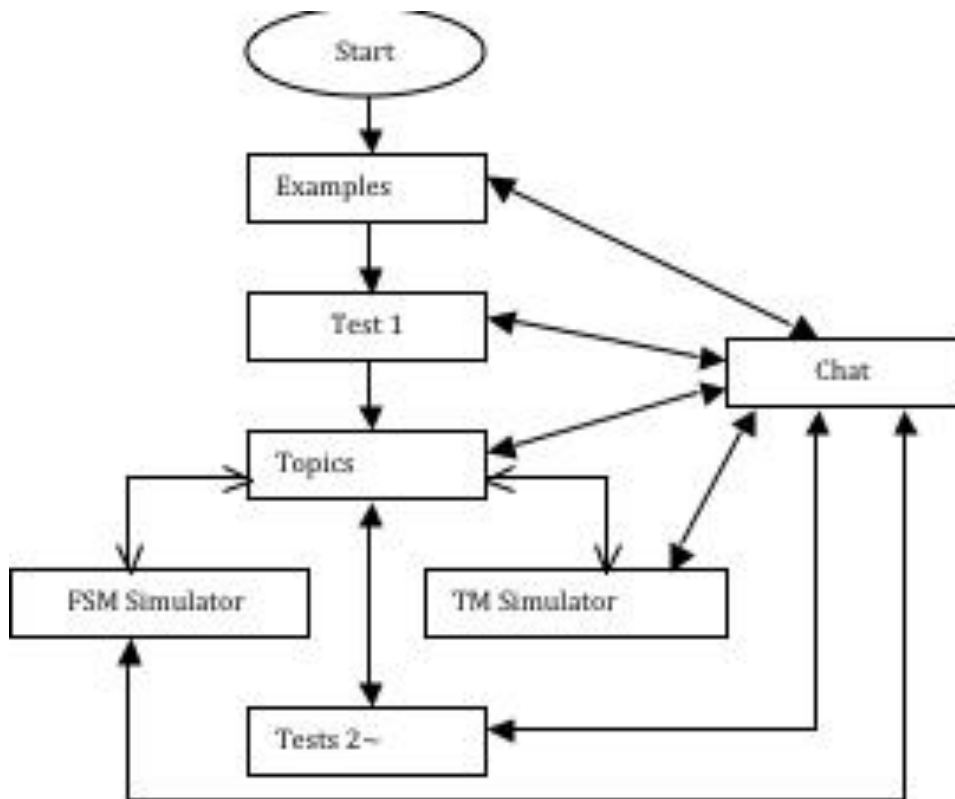 Start
Examples
Test 1
Chat
Topics
FSM Simulator
TM Simulator
Tests 2~